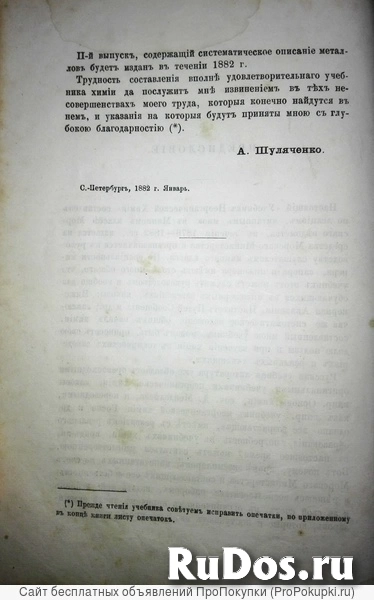 П-й выпускъ, содержащій систематическое описаніе метал-
ловъ будетъ изданъ въ теченіи 1882 г.
Трудность составленія вполнѣ удовлетворительнаго учеб-
ника химіи да послужитъ мнѣ извиненіемъ въ тѣхъ не-
совершенствахъ моего труда, которыя конечно найдутся въ
немъ, и указанія на которыя будутъ приняты мною съ глу-
бокою благодарностію (*).
А. Шуляченко.
С.-Петербургъ, 1882 г. Январь.
(*) Прежде чтенія учебника совѣтуемъ исправить опечатки, по приложенному
въ концѣ книги листу опечатокъ.
RuDos.ru
Сайт бесплатных объявлений ПроПокупки (ProPokupki.ru)